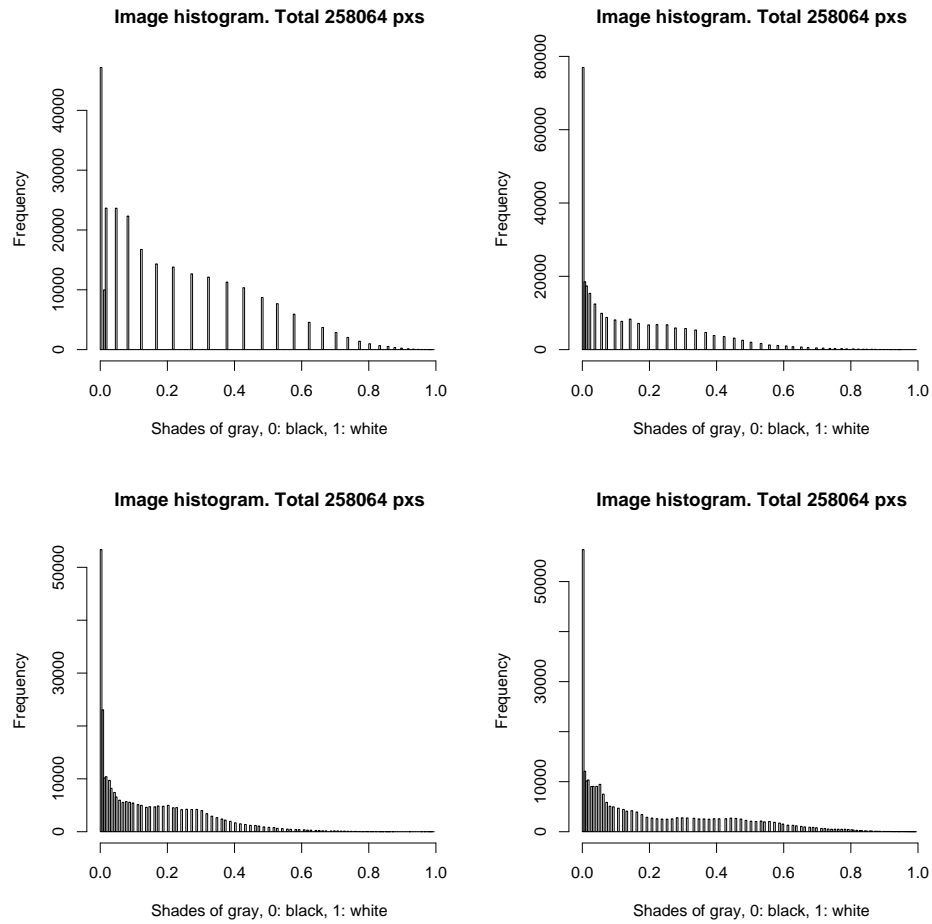 Image histogram. Total 258064 pxs
Frequency
0 10000 20000 30000 40000
0.0 0.2 0.4 0.6 0.8 1.0
Shades of gray, 0: black, 1: white
Image histogram. Total 258064 pxs
Frequency
0 20000 40000 60000 80000
0.0 0.2 0.4 0.6 0.8 1.0
Shades of gray, 0: black, 1: white
Image histogram. Total 258064 pxs
Frequency
0 10000 30000 50000
0.0 0.2 0.4 0.6 0.8 1.0
Shades of gray, 0: black, 1: white
Image histogram. Total 258064 pxs
Frequency
0 10000 30000 50000
0.0 0.2 0.4 0.6 0.8 1.0
Shades of gray, 0: black, 1: white